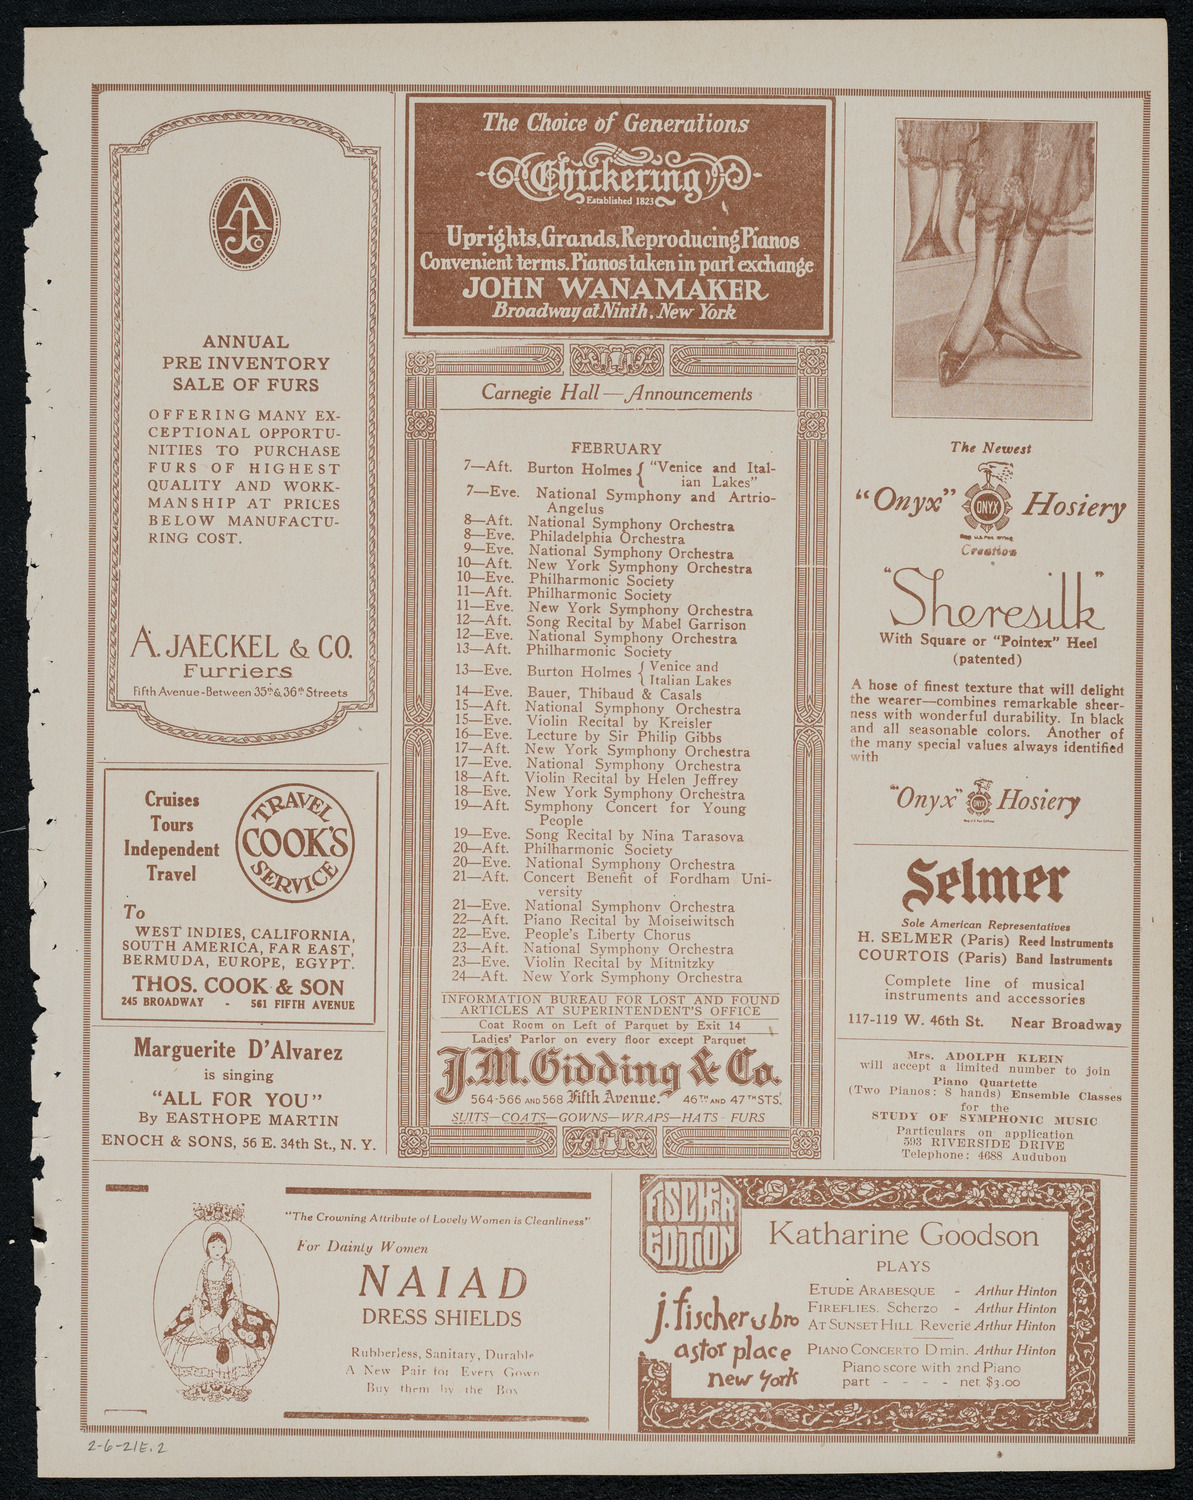 AJCo
ANNUAL
PRE INVENTORY
SALE OF FURS
OFFERING MANY EX-
CEPTIONAL OPPORTU-
NITIES TO PURCHASE
FURS OF HIGHEST
QUALITY AND WORK-
MANSHIP AT PRICES
BELOW MANUFACTU-
RING COST.
A. JAECKEL & CO.
Furriers
Fifth Avenue-Between 35th & 36th Streets
Cruises
Tours
Independent
Travel
TRAVEL
COOK'S
SERVICE
To
WEST INDIES, CALIFORNIA,
SOUTH AMERICA, FAR EAST,
BERMUDA, EUROPE, EGYPT.
THOS. COOK & SON
245 BROADWAY - 561 FIFTH AVENUE
Marguerite D'Alvarez
is singing
"ALL FOR YOU"
By EASTHOPE MARTIN
ENOCH & SONS, 56 E. 34th St., N. Y.
The Choice of Generations
Chickering
Established 1823
Uprights, Grands, Reproducing Pianos
Convenient terms. Pianos taken in part exchange
JOHN WANAMAKER
Broadway at Ninth, New York
Carnegie Hall — Announcements
FEBRUARY
7—Aft. Burton Holmes { "Venice and Ital-
ian Lakes"
7—Eve. National Symphony and Artrio-
Angelus
8—Aft. National Symphony Orchestra
8—Eve. Philadelphia Orchestra
9—Eve. National Symphony Orchestra
10—Aft. New York Symphony Orchestra
10—Eve. Philharmonic Society
11—Aft. Philharmonic Society
11—Eve. New York Symphony Orchestra
12—Aft. Song Recital by Mabel Garrison
12—Eve. National Symphony Orchestra
13—Aft. Philharmonic Society
13—Eve. Burton Holmes { Venice and
Italian Lakes
14—Eve. Bauer, Thibaud & Casals
15—Aft. National Symphony Orchestra
15—Eve. Violin Recital by Kreisler
16—Eve. Lecture by Sir Philip Gibbs
17—Aft. New York Symphony Orchestra
17—Eve. National Symphony Orchestra
18—Aft. Violin Recital by Helen Jeffrey
18—Eve. New York Symphony Orchestra
19—Aft. Symphony Concert for Young
People
19—Eve. Song Recital by Nina Tarasova
20—Aft. Philharmonic Society
20—Eve. National Symphony Orchestra
21—Aft. Concert Benefit of Fordham Uni-
versity
21—Eve. National Symphony Orchestra
22—Aft. Piano Recital by Moiseiwitsch
22—Eve. People's Liberty Chorus
23—Aft. National Symphony Orchestra
23—Eve. Violin Recital by Mitnitzky
24—Aft. New York Symphony Orchestra
INFORMATION BUREAU FOR LOST AND FOUND
ARTICLES AT SUPERINTENDENT'S OFFICE
Coat Room on Left of Parquet by Exit 14
Ladies' Parlor on every floor except Parquet
J.M. Gidding & Co.
564-566 AND 568 Fifth Avenue. 46TH AND 47TH STS.
SUITS—COATS—GOWNS—WRAPS—HATS - FURS
The Newest
"Onyx" ONYX Hosiery
Creation
"Sheresilk"
With Square or "Pointex" Heel
(patented)
A hose of finest texture that will delight
the wearer—combines remarkable sheer-
ness with wonderful durability. In black
and all seasonable colors. Another of
the many special values always identified
with
"Onyx" ONYX Hosiery
Selmer
Sole American Representatives
H. SELMER (Paris) Reed Instruments
COURTOIS (Paris) Band Instruments
Complete line of musical
instruments and accessories
117-119 W. 46th St. Near Broadway
Mrs. ADOLPH KLEIN
will accept a limited number to join
Piano Quartette
(Two Pianos: 8 hands) Ensemble Classes
for the
STUDY OF SYMPHONIC MUSIC
Particulars on application
593 RIVERSIDE DRIVE
Telephone: 4688 Audubon
"The Crowning Attribute of Lovely Women is Cleanliness"
For Dainty Women
NAIAD
DRESS SHIELDS
Rubberless, Sanitary, Durable
A New Pair for Every Gown
Buy them by the Box
FISCHER
EDITION
j. fischer & bro
astor place
new york
Katharine Goodson
PLAYS
ETUDE ARABESQUE - Arthur Hinton
FIREFLIES. Scherzo - Arthur Hinton
AT SUNSET HILL Reverie Arthur Hinton
PIANO CONCERTO D min. Arthur Hinton
Piano score with 2nd Piano
part - - - - net $3.00
2-6-21E.2